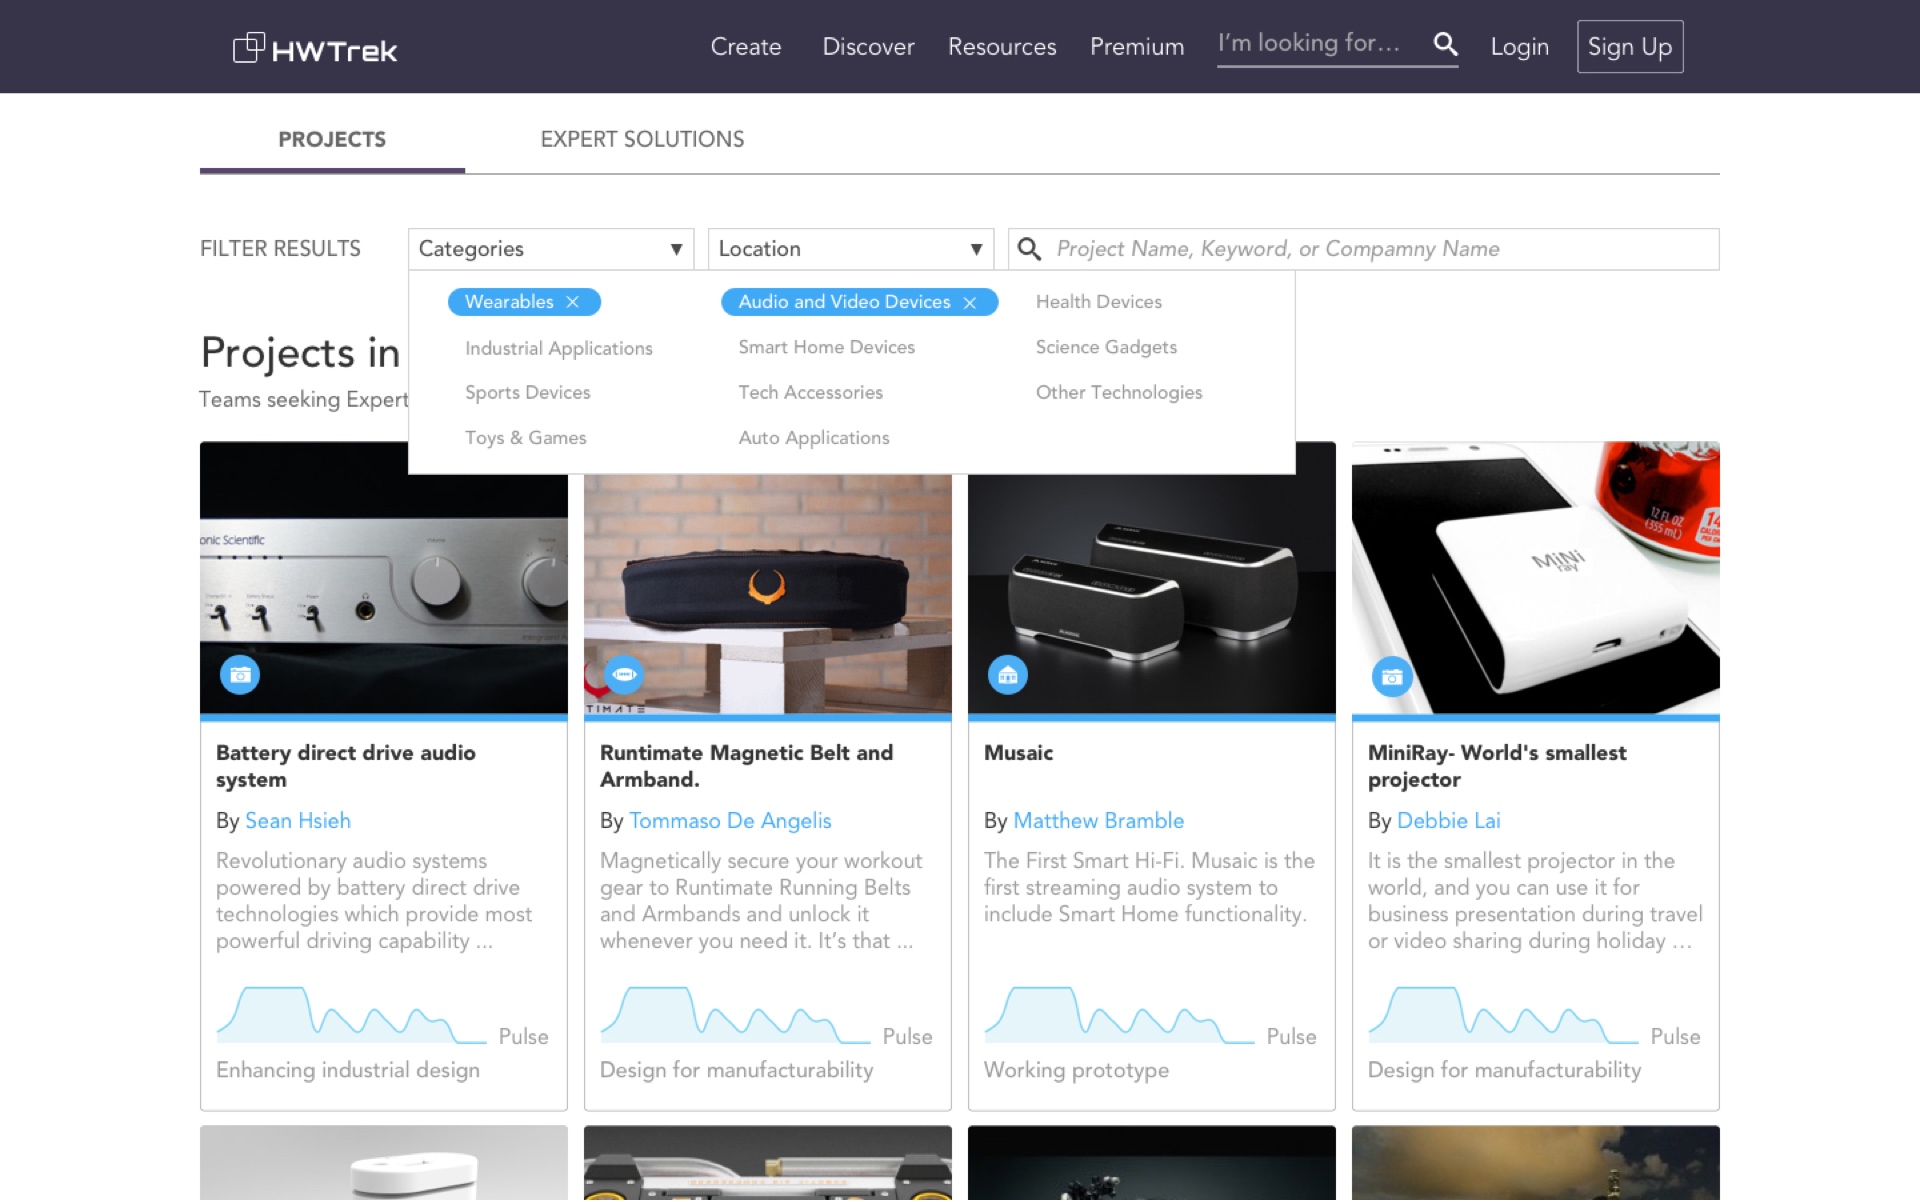 HWTrek
Create Discover Resources Premium I'm looking for... Login Sign Up
PROJECTS EXPERT SOLUTIONS
FILTER RESULTS Categories ▼ Location ▼ Project Name, Keyword, or Compamny Name
Wearables × Audio and Video Devices × Health Devices
Industrial Applications Smart Home Devices Science Gadgets
Sports Devices Tech Accessories Other Technologies
Toys & Games Auto Applications
Projects in
Teams seeking Expert
onic Scientific
TIMATE
12 FL OZ
(355 mL)
14
MiNi
ray
Battery direct drive audio
system
By Sean Hsieh
Revolutionary audio systems
powered by battery direct drive
technologies which provide most
powerful driving capability ...
Pulse
Enhancing industrial design
Runtimate Magnetic Belt and
Armband.
By Tommaso De Angelis
Magnetically secure your workout
gear to Runtimate Running Belts
and Armbands and unlock it
whenever you need it. It's that ...
Pulse
Design for manufacturability
Musaic
By Matthew Bramble
The First Smart Hi-Fi. Musaic is the
first streaming audio system to
include Smart Home functionality.
Pulse
Working prototype
MiniRay- World's smallest
projector
By Debbie Lai
It is the smallest projector in the
world, and you can use it for
business presentation during travel
or video sharing during holiday ...
Pulse
Design for manufacturability